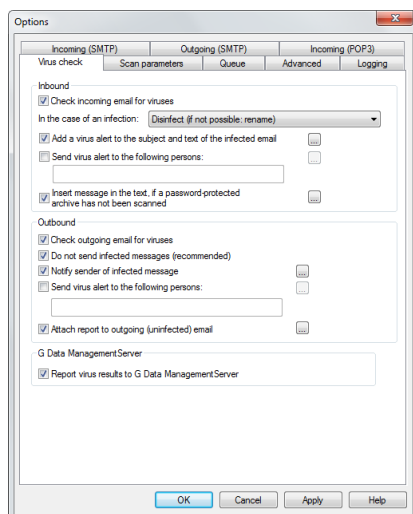 Options
Incoming (SMTP) Outgoing (SMTP) Incoming (POP3)
Virus check Scan parameters Queue Advanced Logging
Inbound
Check incoming email for viruses
In the case of an infection: Disinfect (if not possible: rename)
Add a virus alert to the subject and text of the infected email ...
Send virus alert to the following persons: ...
Insert message in the text, if a password-protected
archive has not been scanned ...
Outbound
Check outgoing email for viruses
Do not send infected messages (recommended)
Notify sender of infected message ...
Send virus alert to the following persons: ...
Attach report to outgoing (uninfected) email ...
G Data ManagementServer
Report virus results to G Data ManagementServer
OK Cancel Apply Help